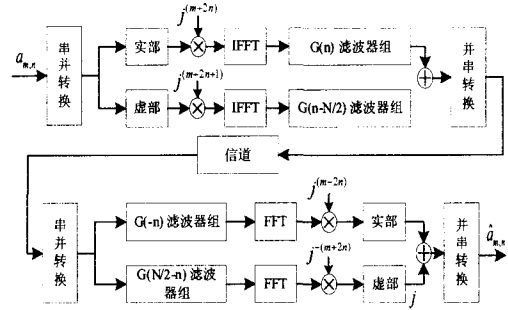 a_{m,n}
串并转换
实部
j^{(m+2n)}
IFFT
G(n) 滤波器组
并串转换
虚部
j^{(m+2n+1)}
IFFT
G(n-N/2) 滤波器组
信道
串并转换
G(-n) 滤波器组
FFT
j^{(m-2n)}
实部
并串转换
â_{m,n}
G(N/2-n) 滤波
器组
FFT
j^{-(m+2n)}
虚部
j